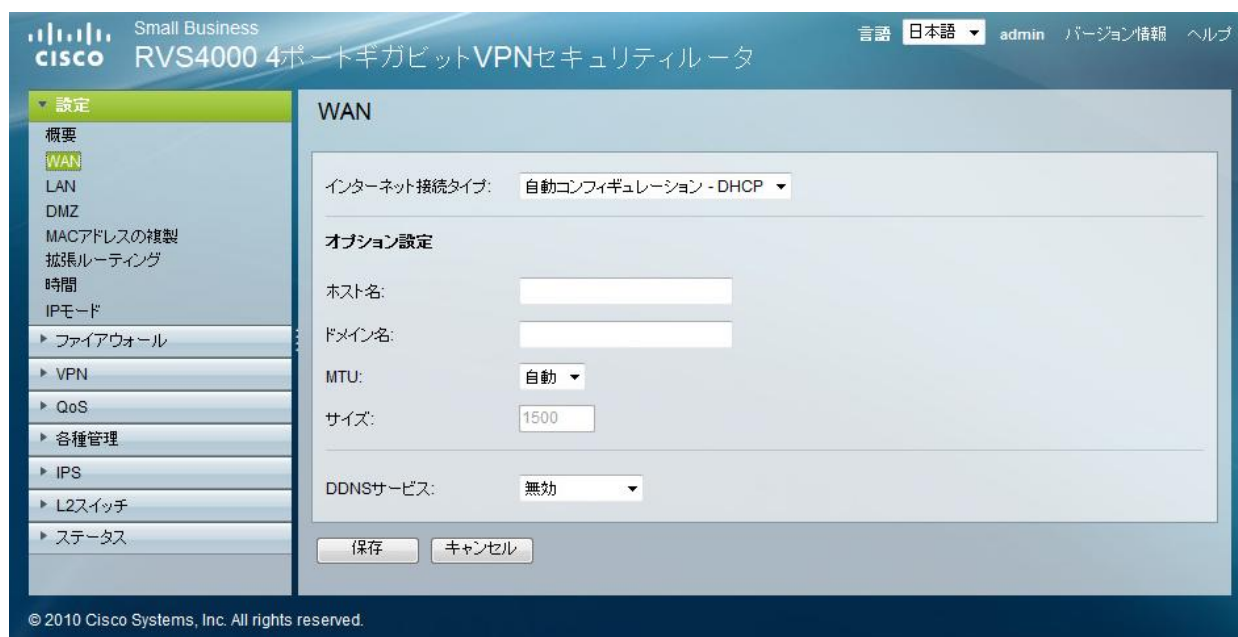 Small Business
CISCO RVS4000 4ポートギガビットVPNセキュリティルータ
言語 日本語 admin バージョン情報 ヘルプ
設定
概要
WAN
LAN
DMZ
MACアドレスの複製
拡張ルーティング
時間
IPモード
ファイアウォール
VPN
QoS
各種管理
IPS
L2スイッチ
ステータス
WAN
インターネット接続タイプ: 自動コンフィギュレーション - DHCP
オプション設定
ホスト名:
ドメイン名:
MTU: 自動
サイズ: 1500
DDNSサービス: 無効
保存 キャンセル
© 2010 Cisco Systems, Inc. All rights reserved.